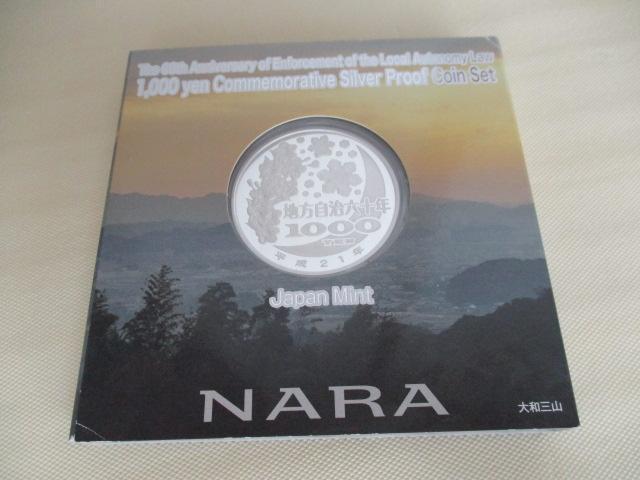 The 60th Anniversary of Enforcement of the Local Autonomy Law
1,000 yen Commemorative Silver Proof Coin Set
地方自治六十年
1000
平成21年
Japan Mint
NARA
大和三山